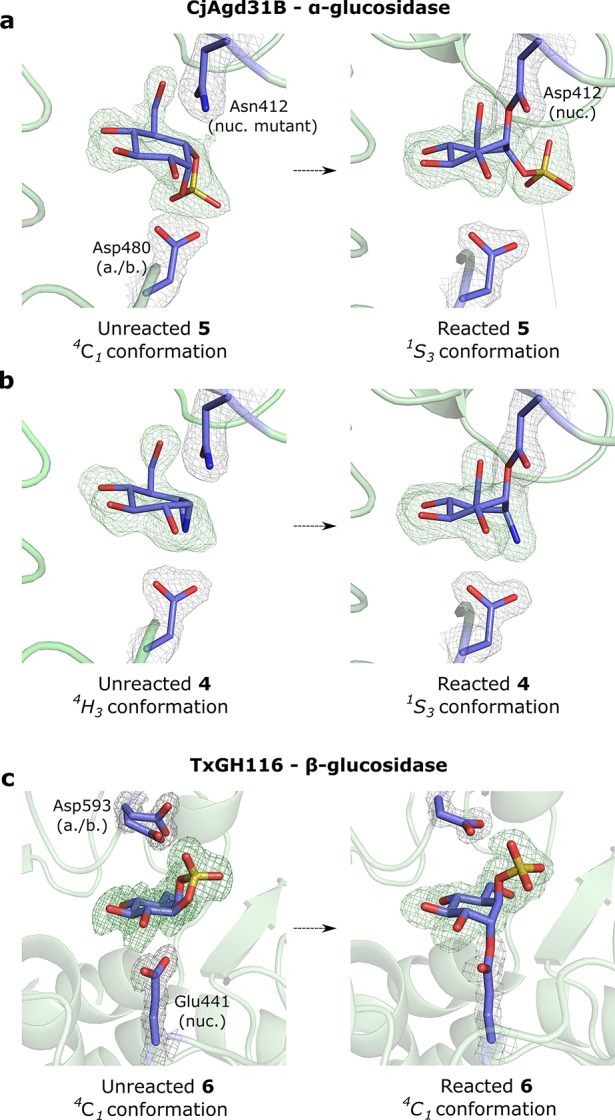 CjAgd31B - α-glucosidase
a
Asn412
(nuc. mutant)
Asp412
(nuc.)
Asp480
(a./b.)
Unreacted 5
⁴C₁ conformation
Reacted 5
¹S₃ conformation
b
Unreacted 4
⁴H₃ conformation
Reacted 4
¹S₃ conformation
TxGH116 - β-glucosidase
c
Asp593
(a./b.)
Glu441
(nuc.)
Unreacted 6
⁴C₁ conformation
Reacted 6
⁴C₁ conformation